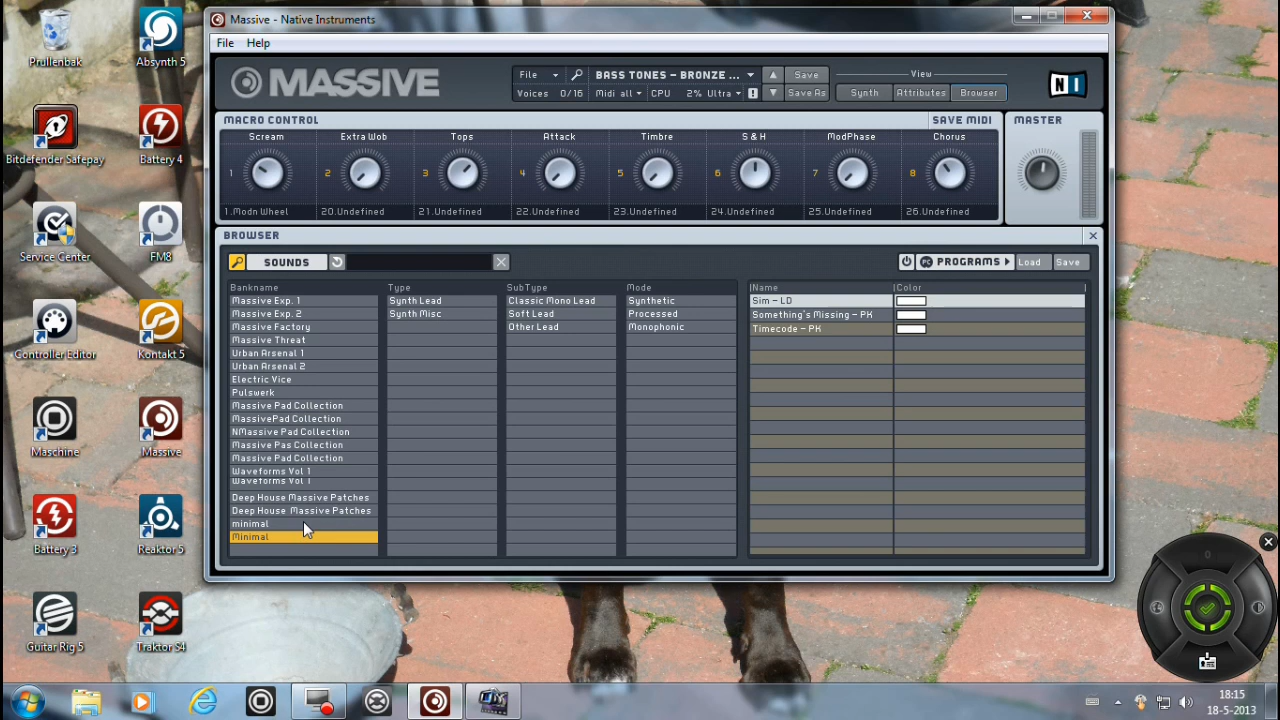 Prullenbak
Absynth 5
Bitdefender Safepay
Battery 4
Service Center
FM8
Controller Editor
Kontakt 5
Maschine
Massive
Battery 3
Reaktor 5
Guitar Rig 5
Traktor S4
Massive - Native Instruments
File Help
MASSIVE
File BASS TONES – BRONZE ... Save
Voices 0/16 Midi all CPU 2% Ultra ! Save As
View
Synth Attributes Browser
NI
MACRO CONTROL SAVE MIDI MASTER
Scream Extra Wob Tops Attack Timbre S & H ModPhase Chorus
1 2 3 4 5 6 7 8
1.Modn Wheel 20.Undefined 21.Undefined 22.Undefined 23.Undefined 24.Undefined 25.Undefined 26.Undefined
BROWSER
SOUNDS
PC PROGRAMS Load Save
Bankname Type SubType Mode
Massive Exp. 1 Synth Lead Classic Mono Lead Synthetic
Massive Exp. 2 Synth Misc Soft Lead Processed
Massive Factory Other Lead Monophonic
Massive Threat
Urban Arsenal 1
Urban Arsenal 2
Electric Vice
Pulswerk
Massive Pad Collection
MassivePad Collection
NMassive Pad Collection
Massive Pas Collection
Massive Pad Collection
Waveforms Vol 1
Waveforms Vol 1
Deep House Massive Patches
Deep House  Massive Patches
minimal
Minimal
Name Color
Sim – LD
Something's Missing – PK
Timecode – PK
0
18:15
18-5-2013